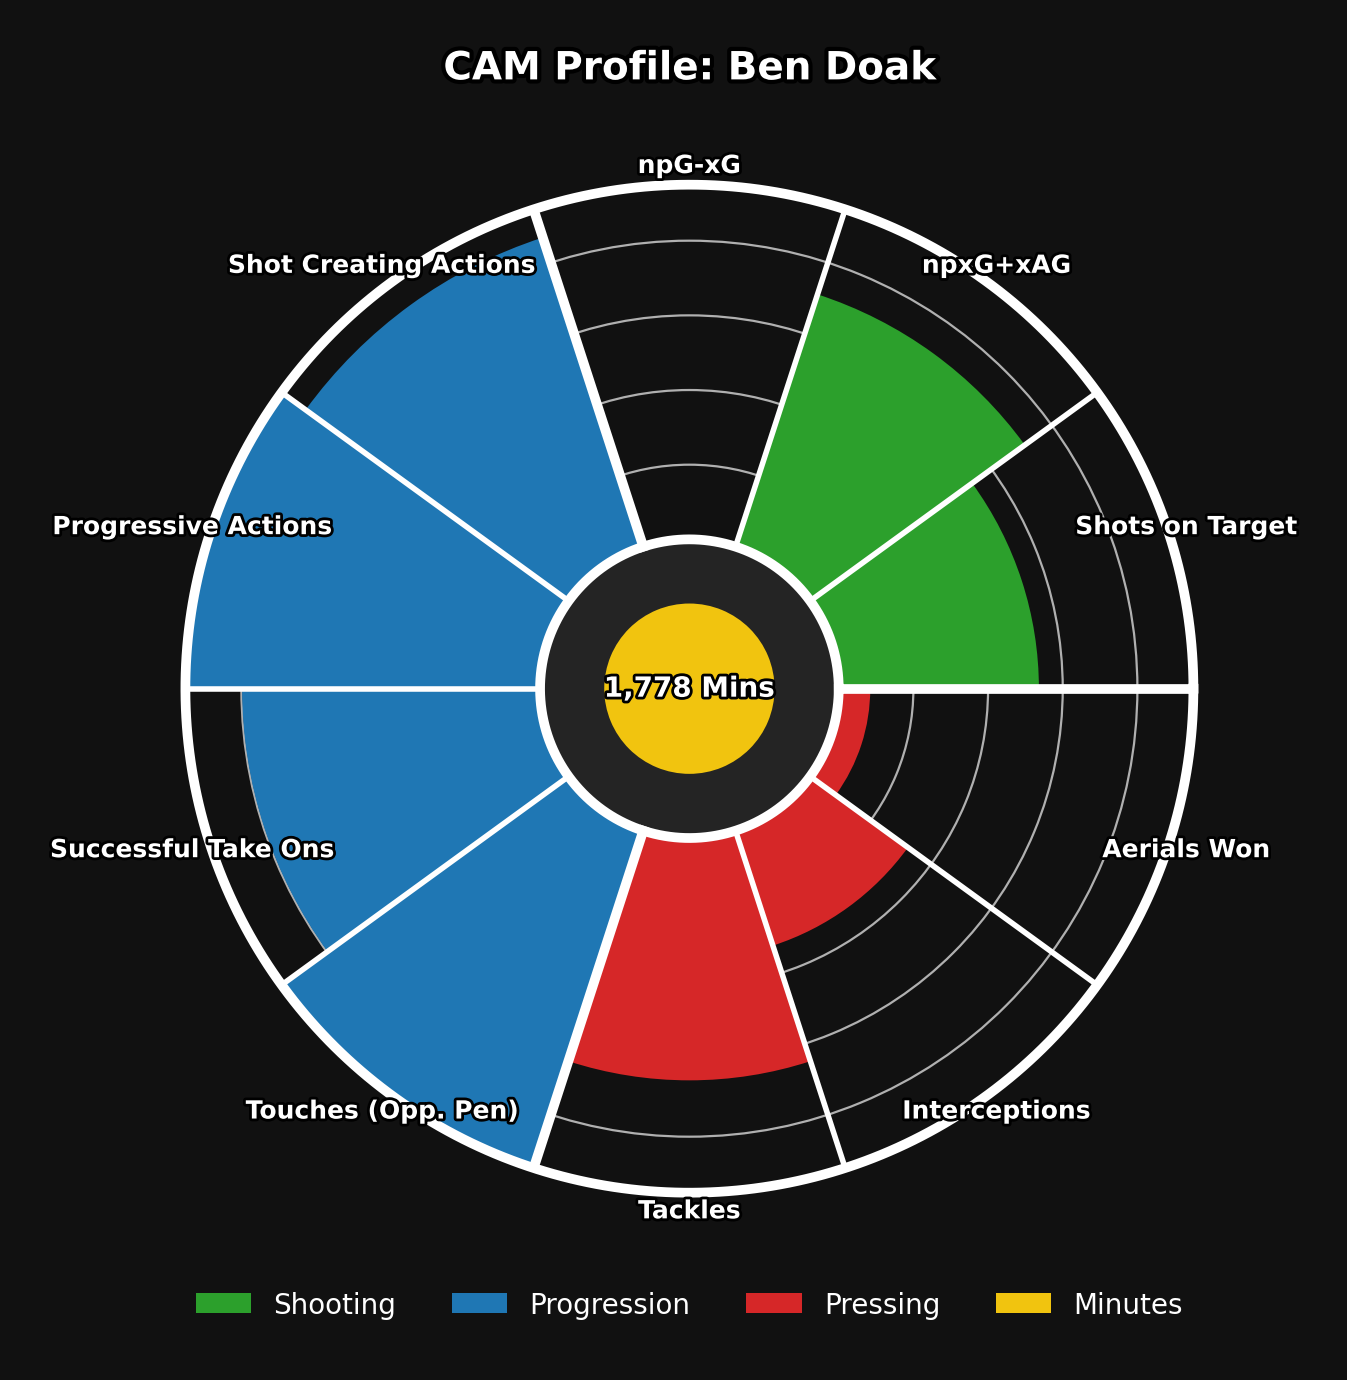 CAM Profile: Ben Doak
npG-xG
Shot Creating Actions
npxG+xAG
Progressive Actions
Shots on Target
1,778 Mins
Successful Take Ons
Aerials Won
Touches (Opp. Pen)
Interceptions
Tackles
Shooting
Progression
Pressing
Minutes